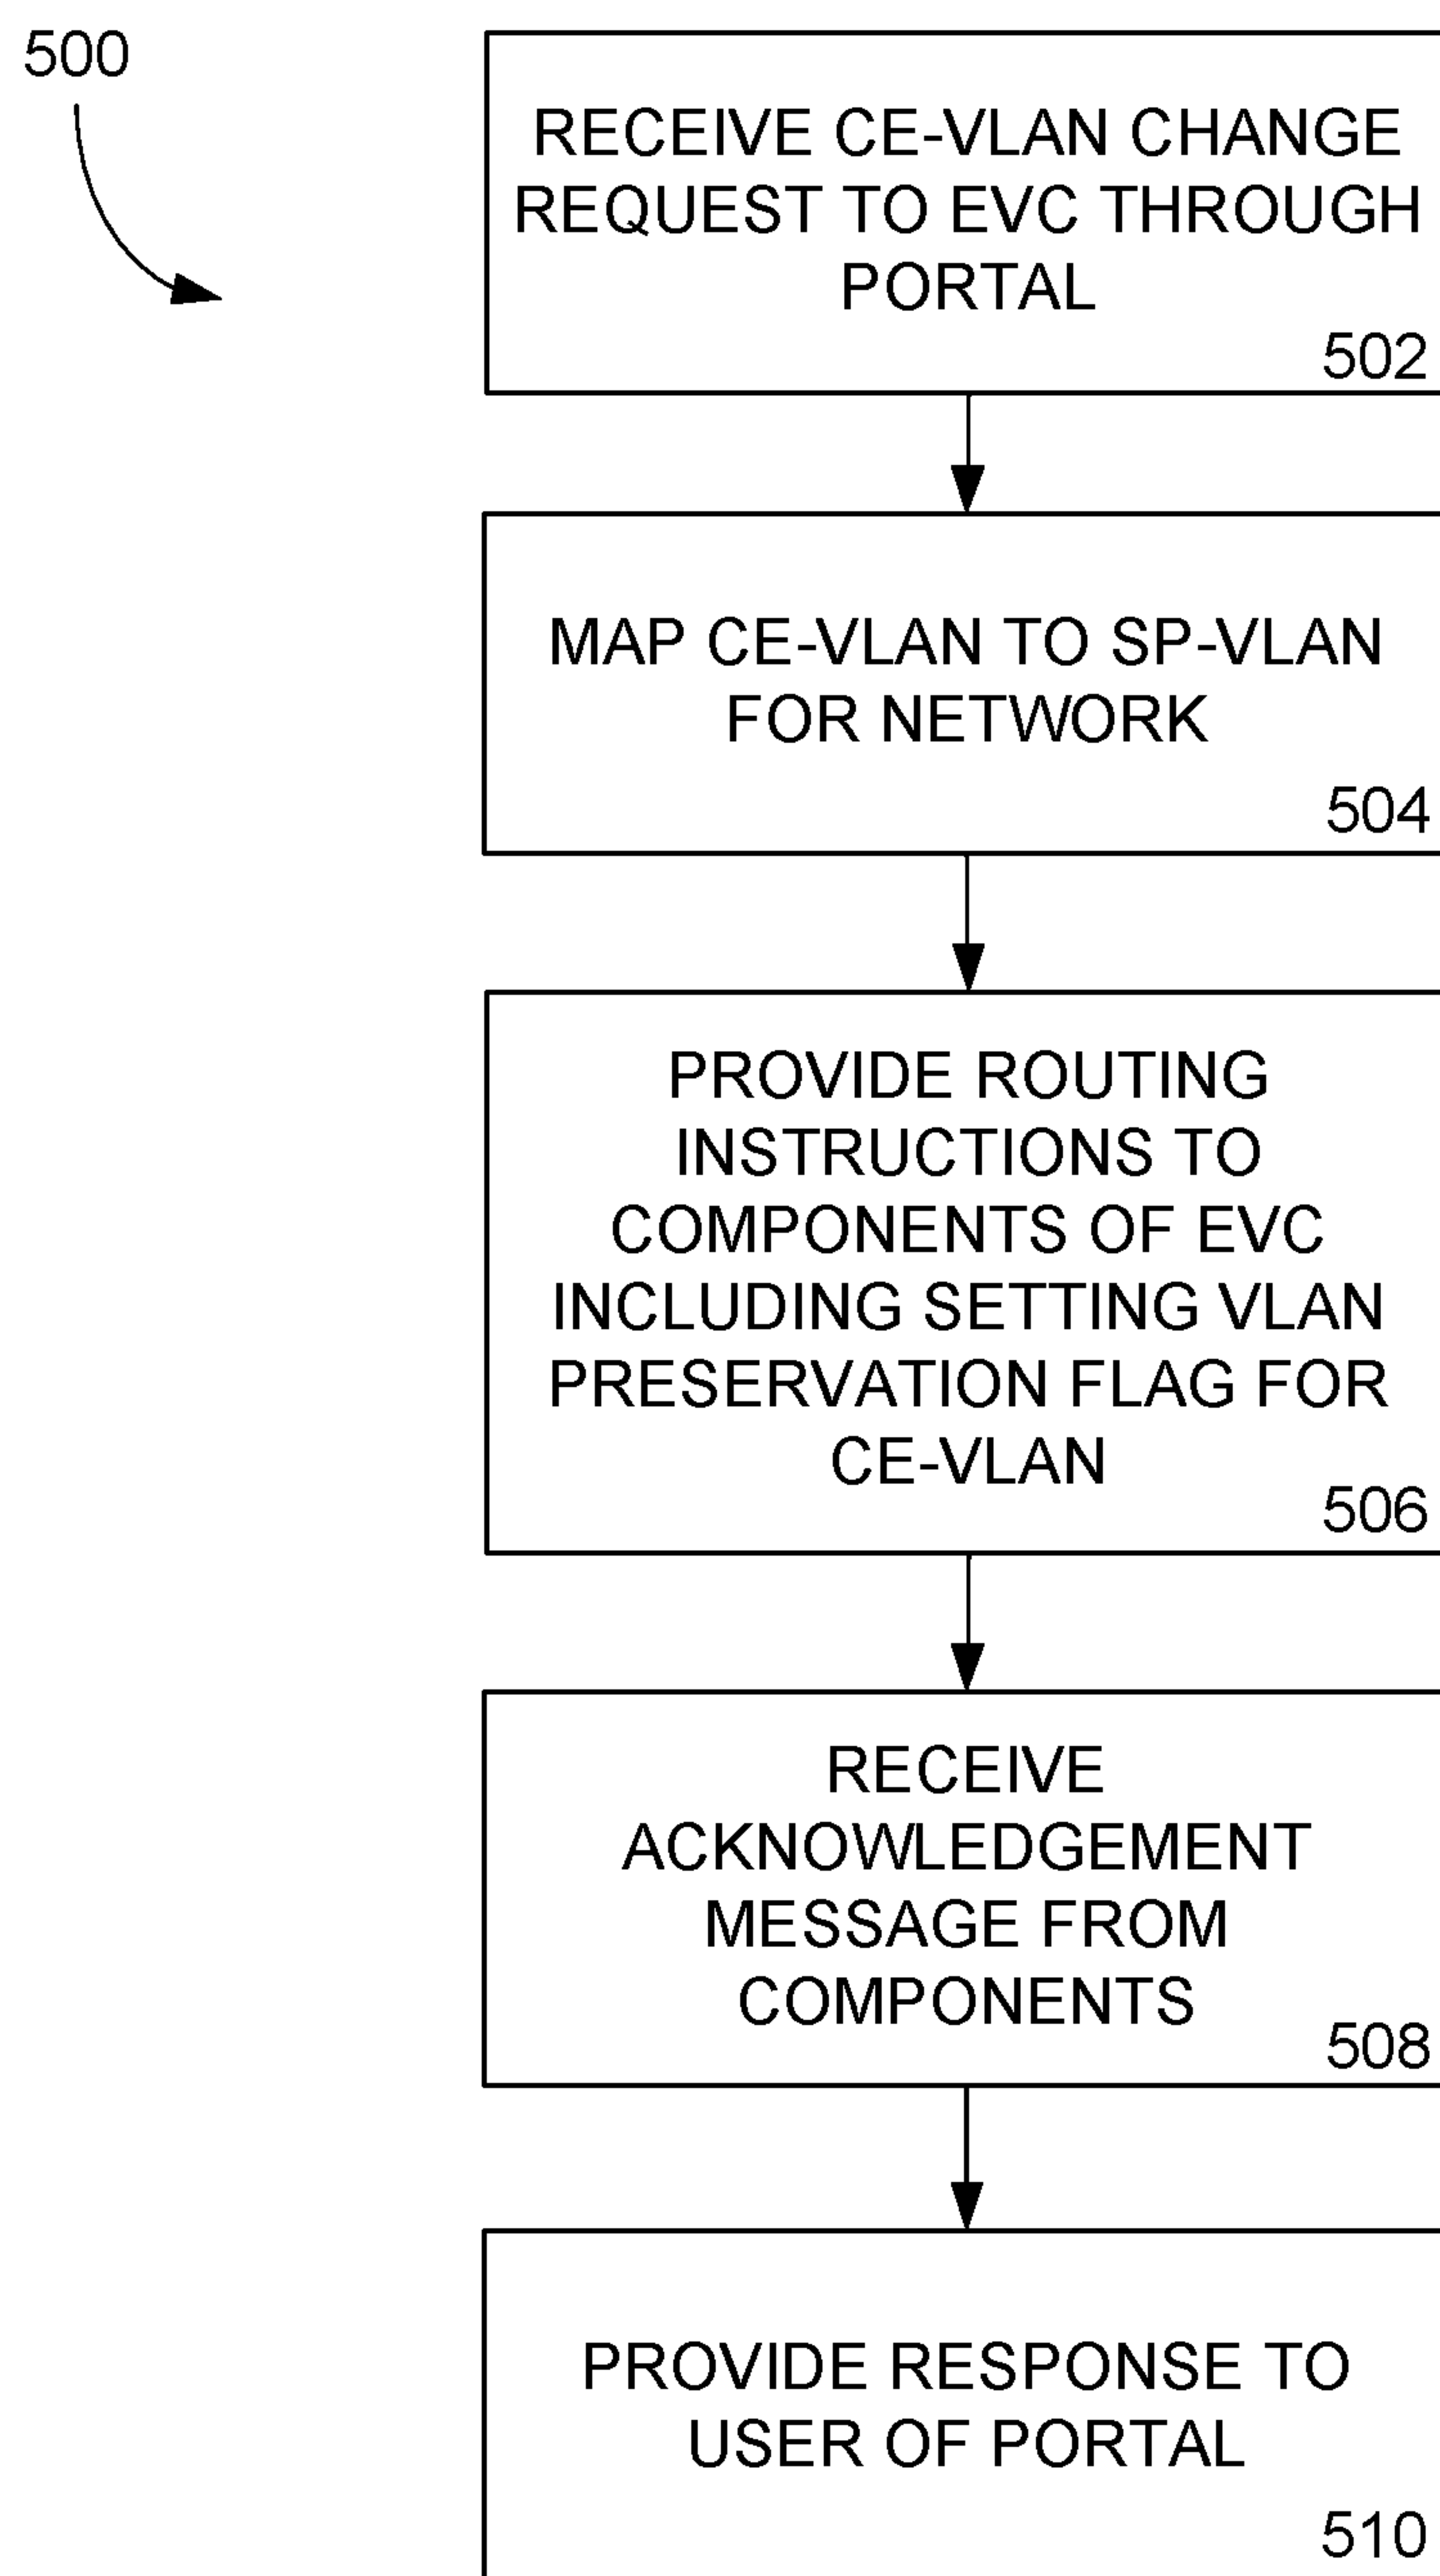 500
RECEIVE CE-VLAN CHANGE
REQUEST TO EVC THROUGH
PORTAL
502
MAP CE-VLAN TO SP-VLAN
FOR NETWORK
504
PROVIDE ROUTING
INSTRUCTIONS TO
COMPONENTS OF EVC
INCLUDING SETTING VLAN
PRESERVATION FLAG FOR
CE-VLAN
506
RECEIVE
ACKNOWLEDGEMENT
MESSAGE FROM
COMPONENTS
508
PROVIDE RESPONSE TO
USER OF PORTAL
510